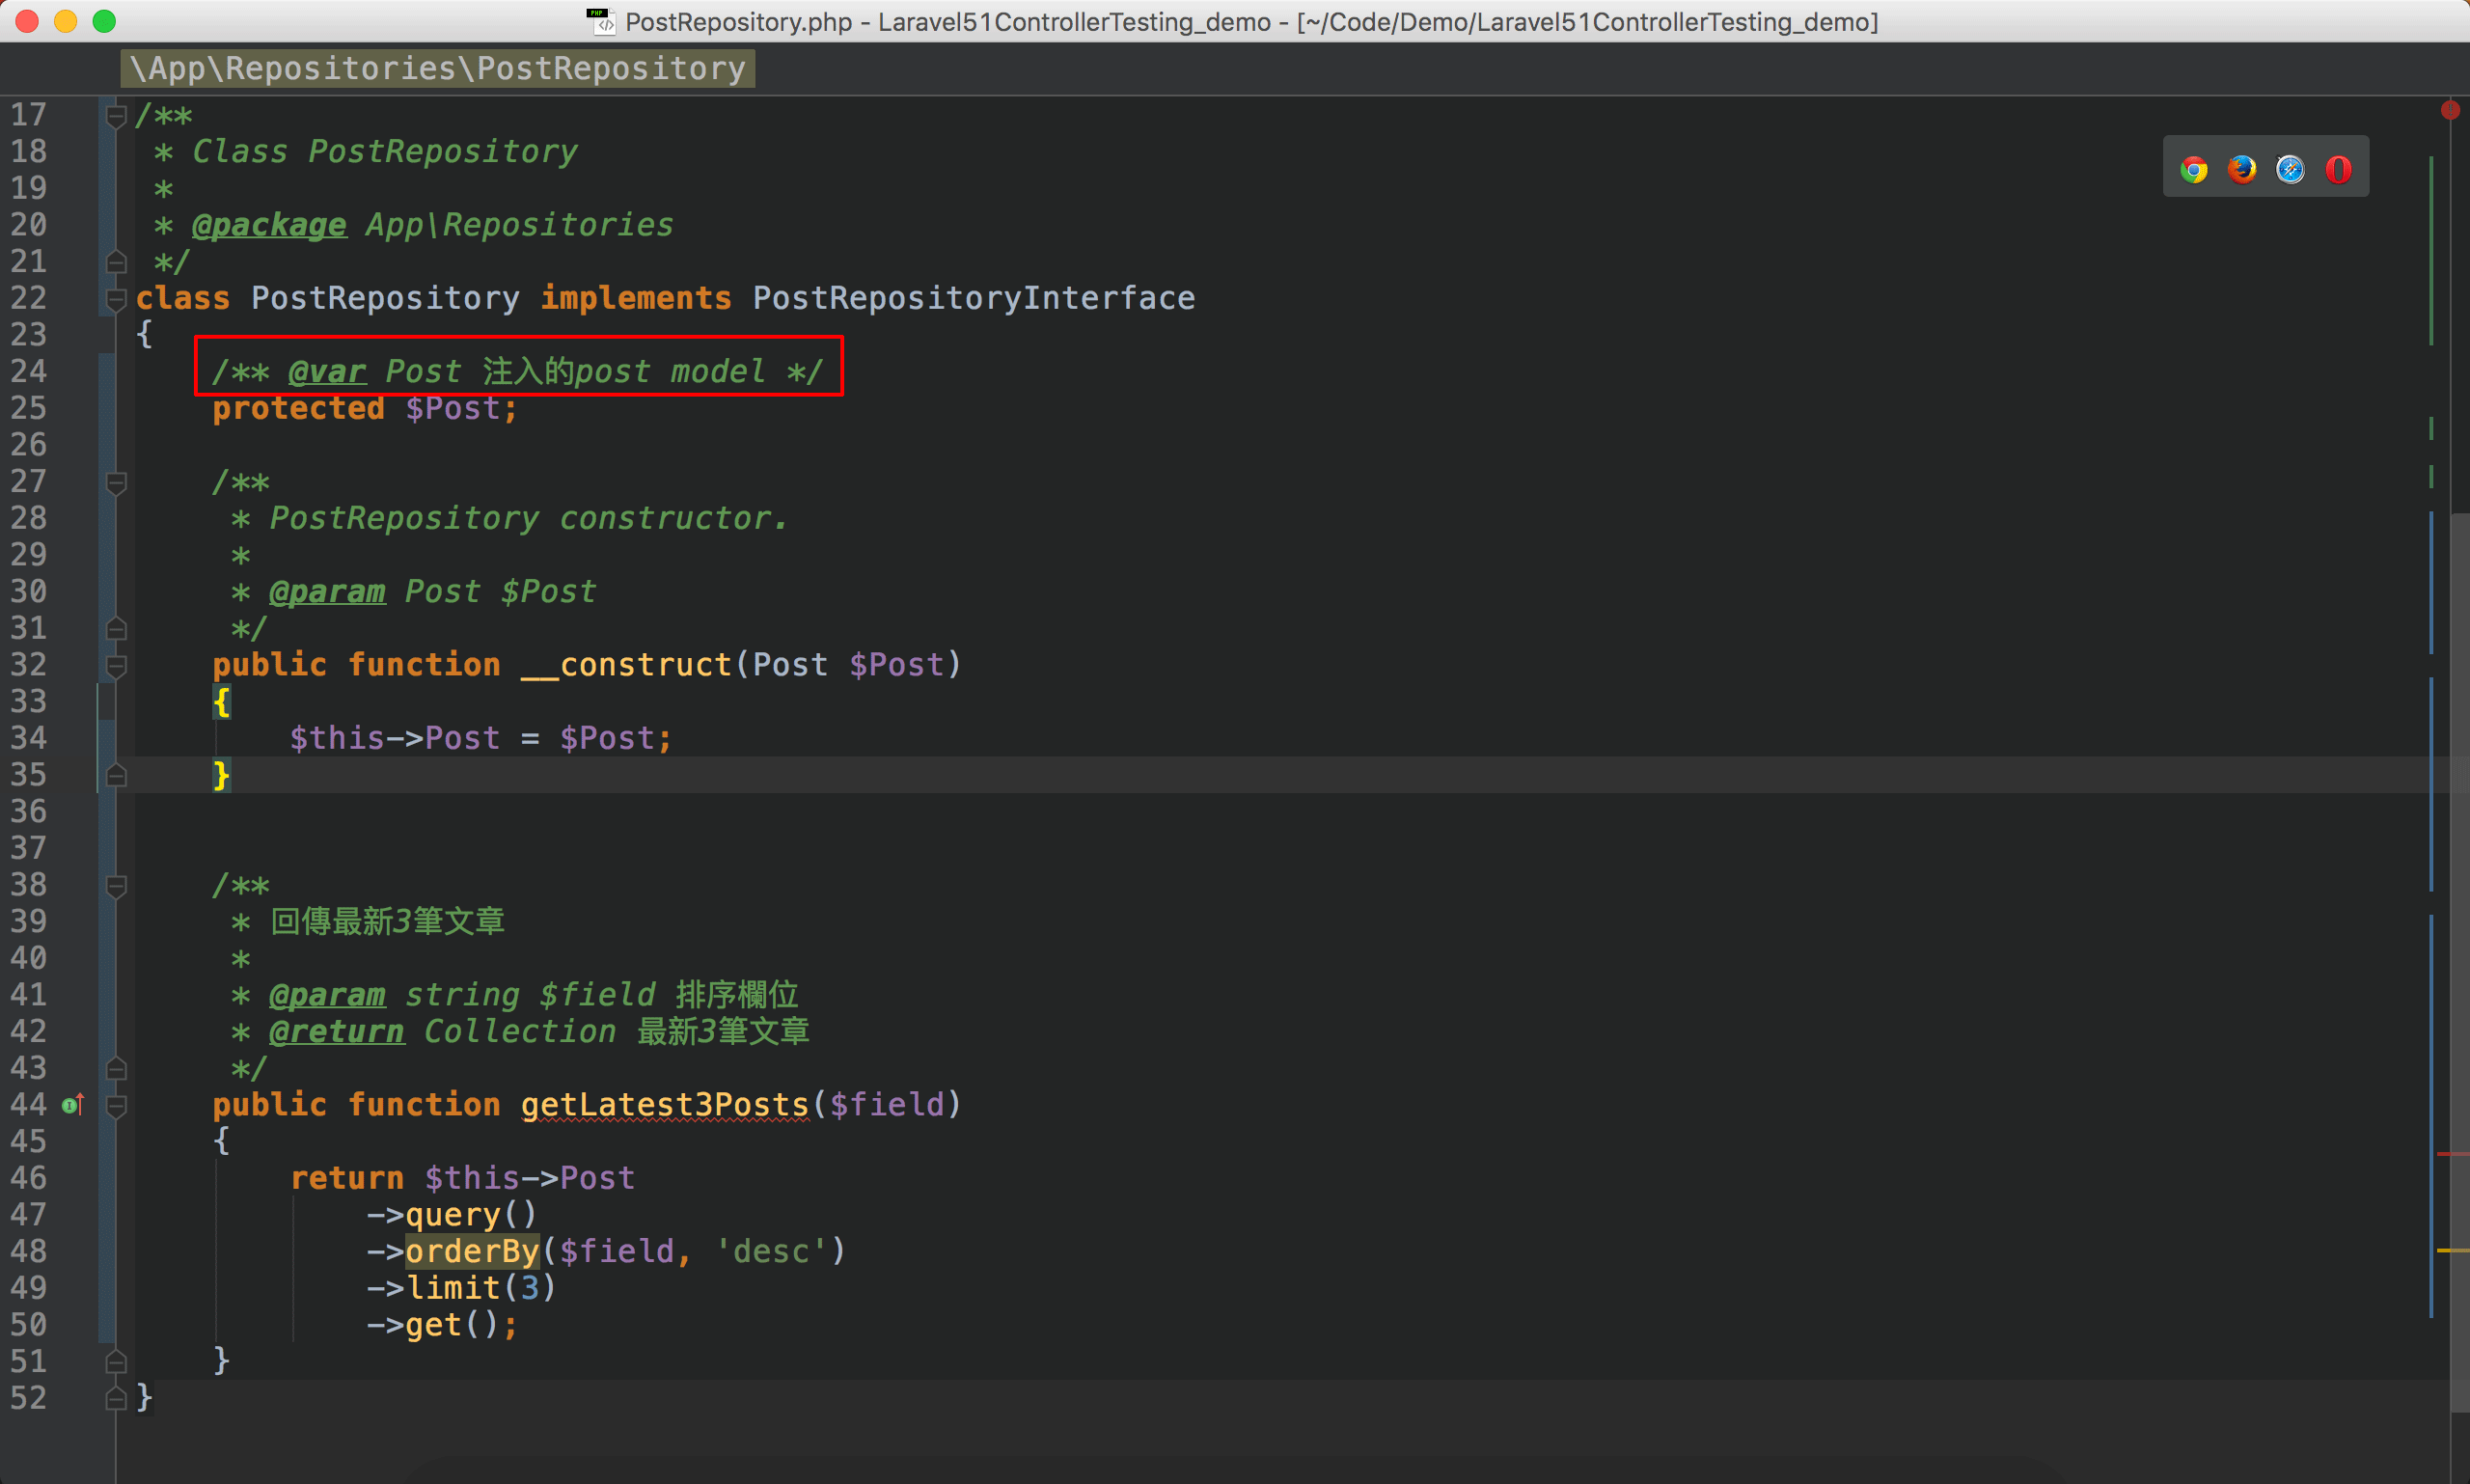 PostRepository.php - Laravel51ControllerTesting_demo - [~/Code/Demo/Laravel51ControllerTesting_demo]
\App\Repositories\PostRepository
17 /**
18  * Class PostRepository
19  *
20  * @package App\Repositories
21  */
22 class PostRepository implements PostRepositoryInterface
23 {
24     /** @var Post 注入的post model */
25     protected $Post;
26
27     /**
28      * PostRepository constructor.
29      *
30      * @param Post $Post
31      */
32     public function __construct(Post $Post)
33     {
34         $this->Post = $Post;
35     }
36
37
38     /**
39      * 回傳最新3筆文章
40      *
41      * @param string $field 排序欄位
42      * @return Collection 最新3筆文章
43      */
44     public function getLatest3Posts($field)
45     {
46         return $this->Post
47             ->query()
48             ->orderBy($field, 'desc')
49             ->limit(3)
50             ->get();
51     }
52 }